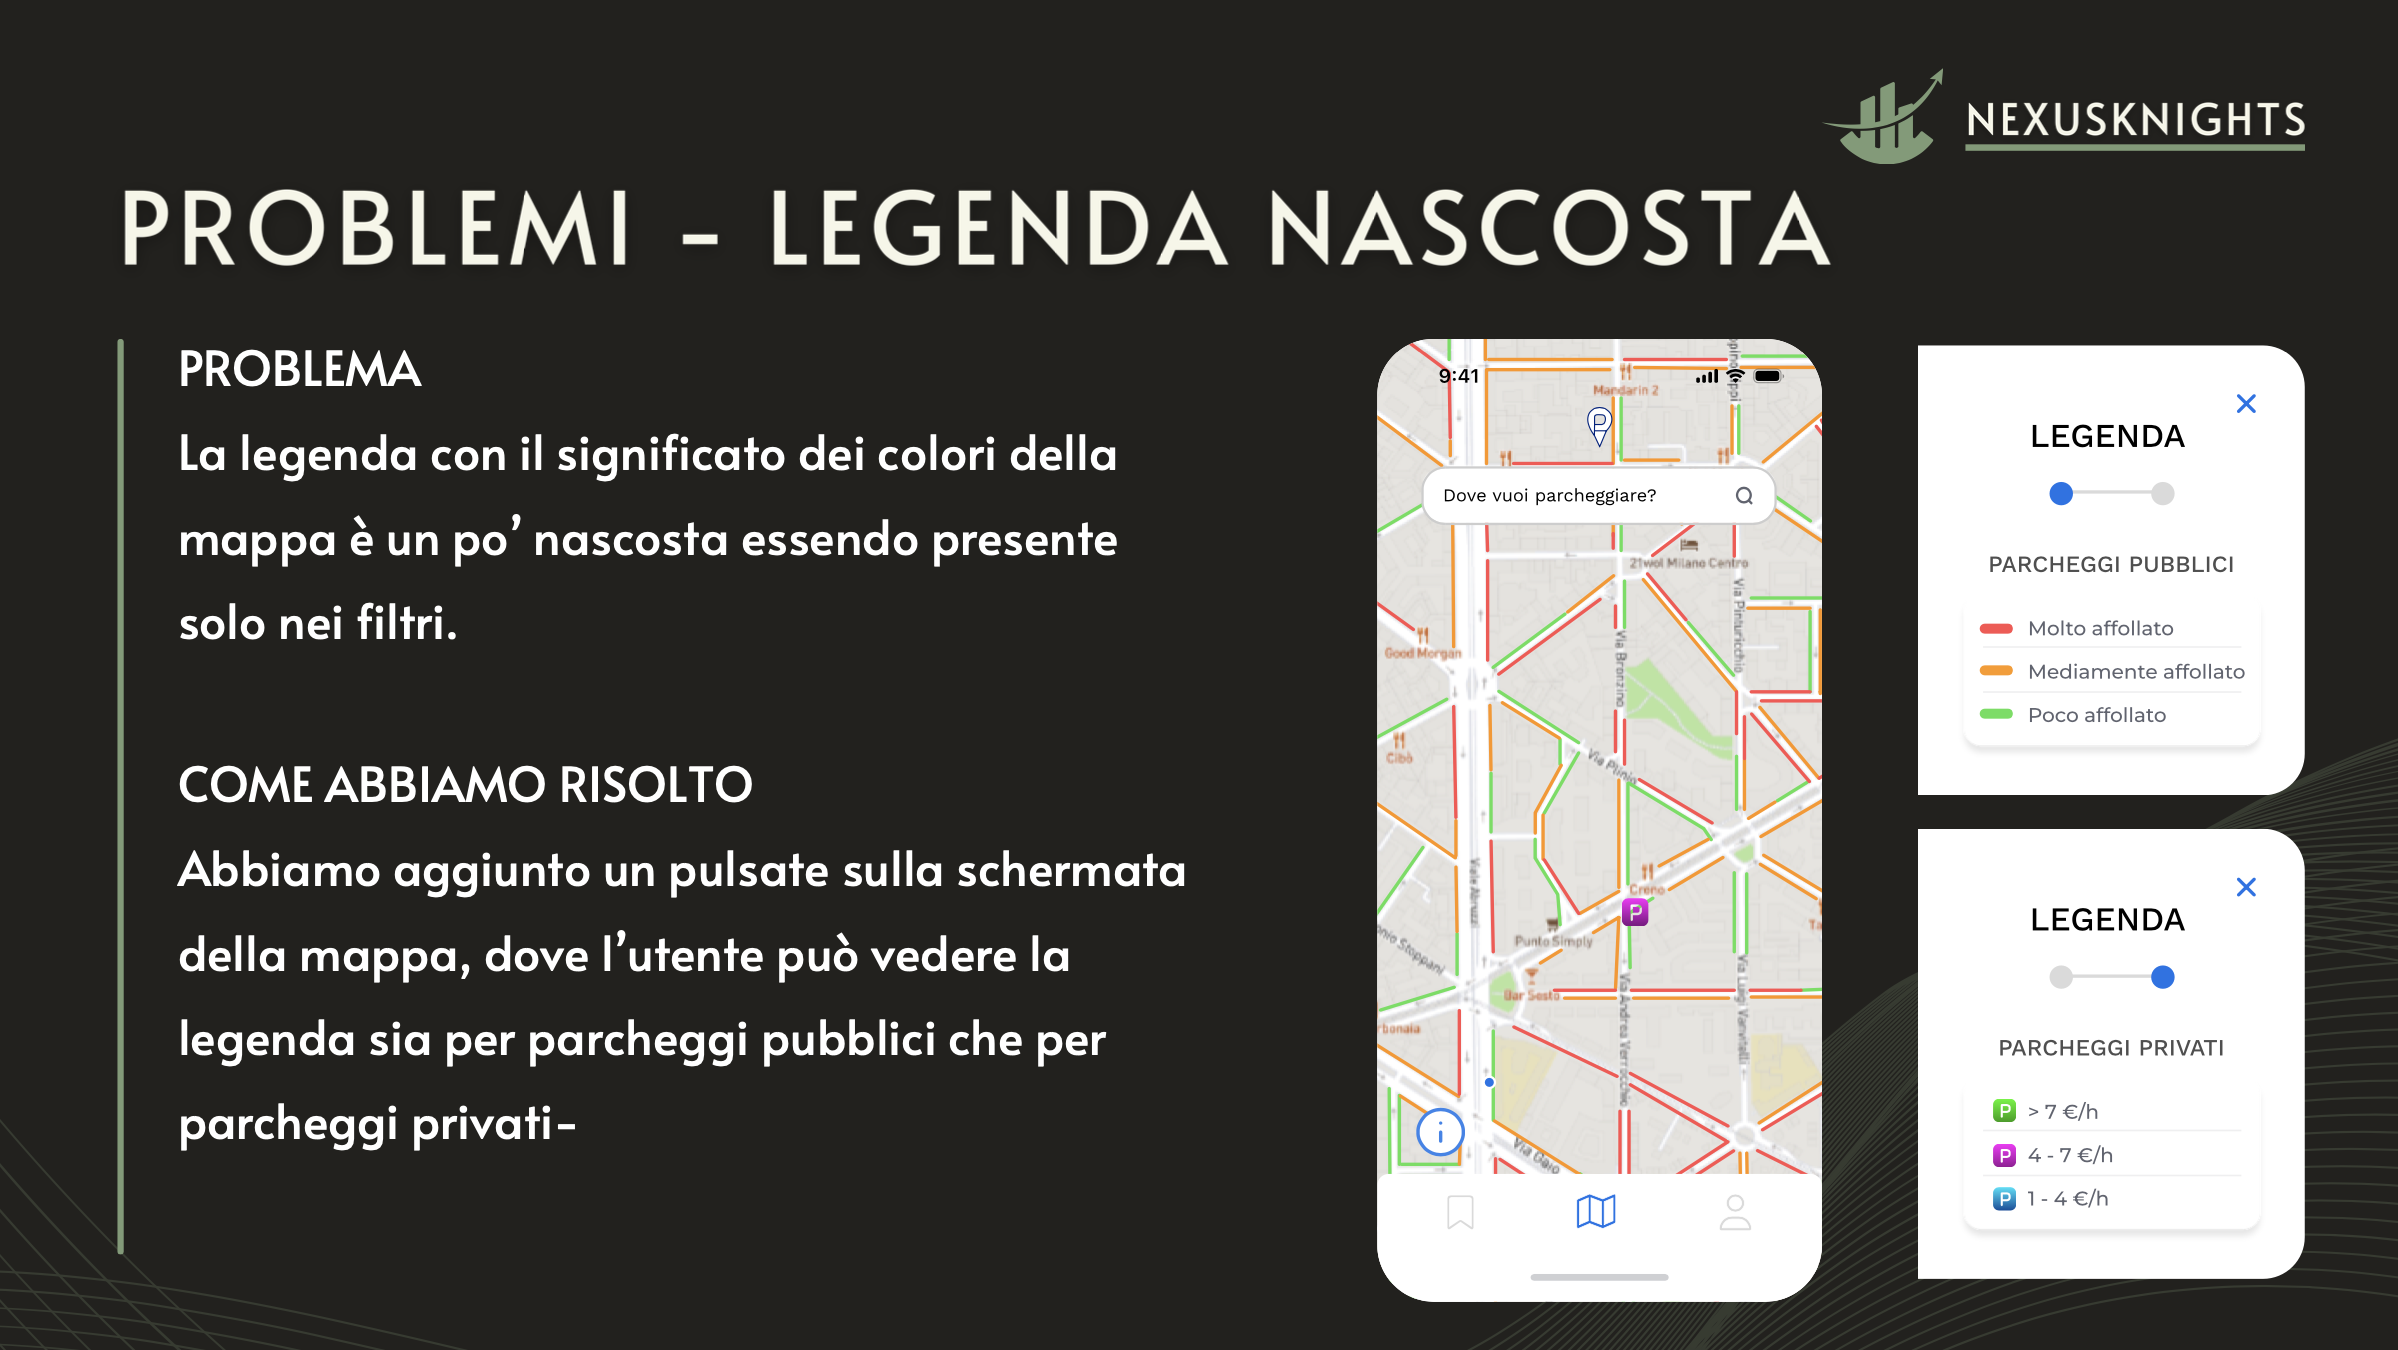 NEXUSKNIGHTS
PROBLEMI - LEGENDA NASCOSTA
PROBLEMA
La legenda con il significato dei colori della
mappa è un po’ nascosta essendo presente
solo nei filtri.
COME ABBIAMO RISOLTO
Abbiamo aggiunto un pulsate sulla schermata
della mappa, dove l’utente può vedere la
legenda sia per parcheggi pubblici che per
parcheggi privati-
9:41
Mandarin 2
P
Dove vuoi parcheggiare?
21wol Milano Centro
Via Pinturicchio
Good Morgan
Via Bronzino
Cibò
Via Plinio
Viale Abruzzi
Creno
P
Punto Simply
nio Stoppani
Bar Sesto
Via Andrea Verrocchio
Via Luigi Vanvitelli
Ta
rbonaia
i
Via Gaio
LEGENDA
PARCHEGGI PUBBLICI
Molto affollato
Mediamente affollato
Poco affollato
LEGENDA
PARCHEGGI PRIVATI
P > 7 €/h
P 4 - 7 €/h
P 1 - 4 €/h